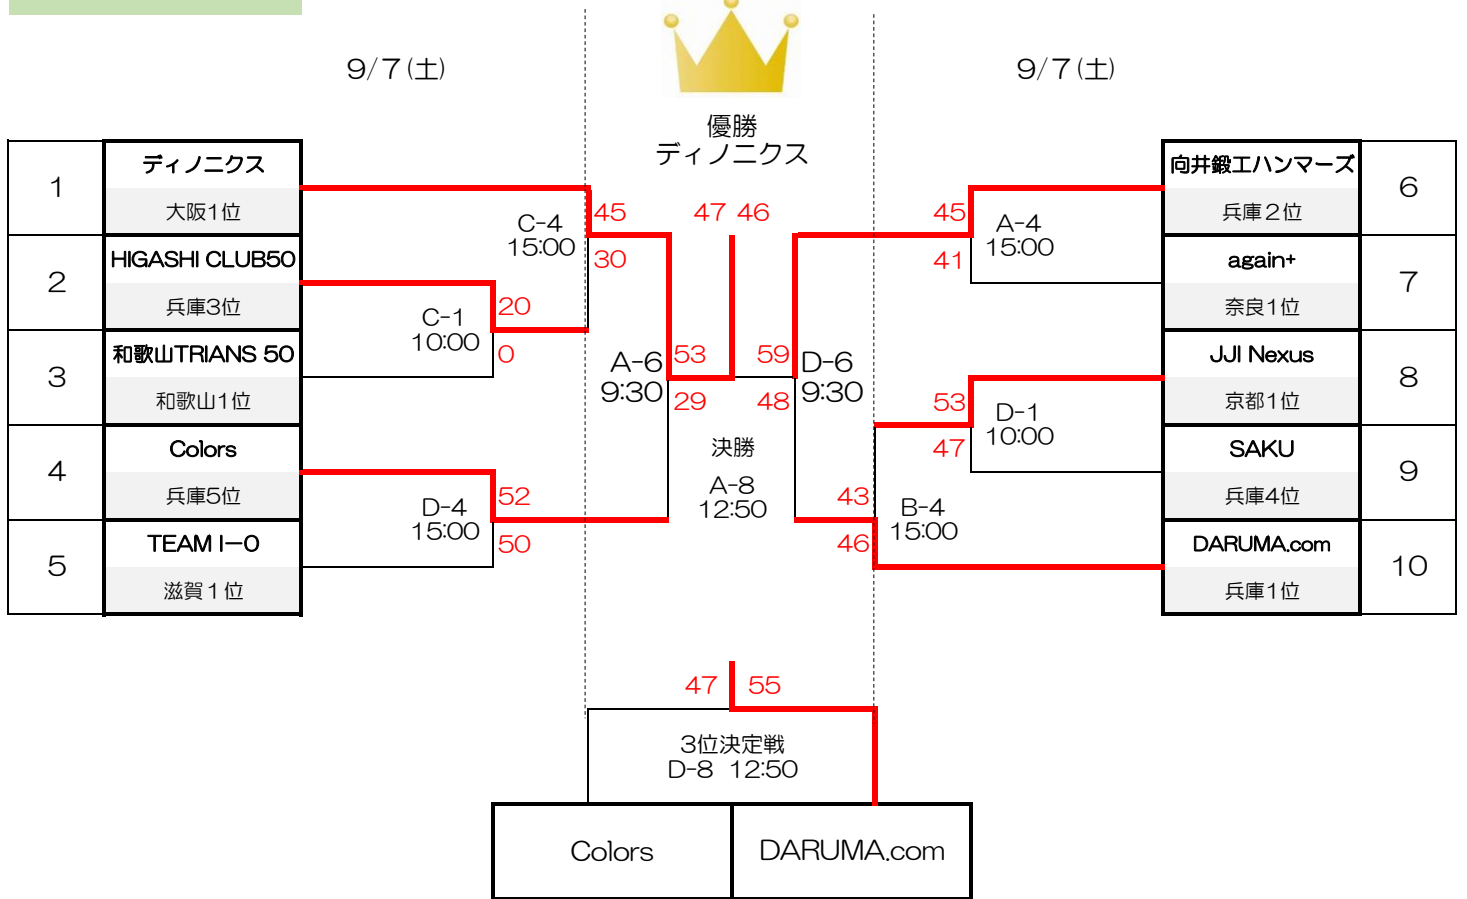 9/7(土)
9/7(土)
優勝
ディノニクス
1
ディノニクス
大阪1位
2
HIGASHI CLUB50
兵庫3位
3
和歌山TRIANS 50
和歌山1位
4
Colors
兵庫5位
5
TEAM I−0
滋賀1位
C-4
15:00
45
30
C-1
10:00
20
0
D-4
15:00
52
50
A-6
9:30
53
29
47 46
59
48
D-6
9:30
決勝
A-8
12:50
45
41
A-4
15:00
53
47
D-1
10:00
43
46
B-4
15:00
向井鍛工ハンマーズ
兵庫2位
6
again+
奈良1位
7
JJI Nexus
京都1位
8
SAKU
兵庫4位
9
DARUMA.com
兵庫1位
10
47 55
3位決定戦
D-8 12:50
Colors
DARUMA.com